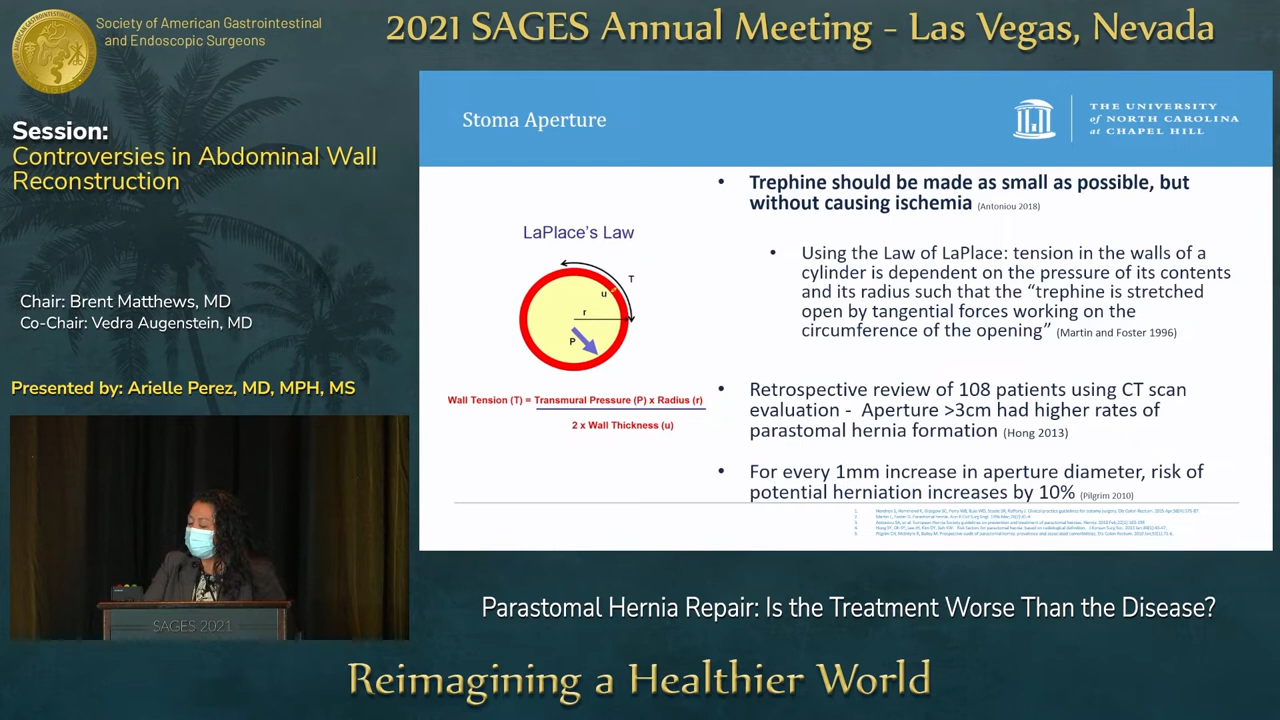 Society of American Gastrointestinal
and Endoscopic Surgeons
2021 SAGES Annual Meeting - Las Vegas, Nevada
Session:
Controversies in Abdominal Wall
Reconstruction
Chair: Brent Matthews, MD
Co-Chair: Vedra Augenstein, MD
Presented by: Arielle Perez, MD, MPH, MS
SAGES 2021
Stoma Aperture
THE UNIVERSITY
of NORTH CAROLINA
at CHAPEL HILL
LaPlace's Law
T
u
r
P
Wall Tension (T) = Transmural Pressure (P) x Radius (r)
2 x Wall Thickness (u)
• Trephine should be made as small as possible, but
without causing ischemia (Antoniou 2018)
• Using the Law of LaPlace: tension in the walls of a
cylinder is dependent on the pressure of its contents
and its radius such that the “trephine is stretched
open by tangential forces working on the
circumference of the opening” (Martin and Foster 1996)
• Retrospective review of 108 patients using CT scan
evaluation - Aperture >3cm had higher rates of
parastomal hernia formation (Hong 2013)
• For every 1mm increase in aperture diameter, risk of
potential herniation increases by 10% (Pilgrim 2010)
Parastomal Hernia Repair: Is the Treatment Worse Than the Disease?
Reimagining a Healthier World